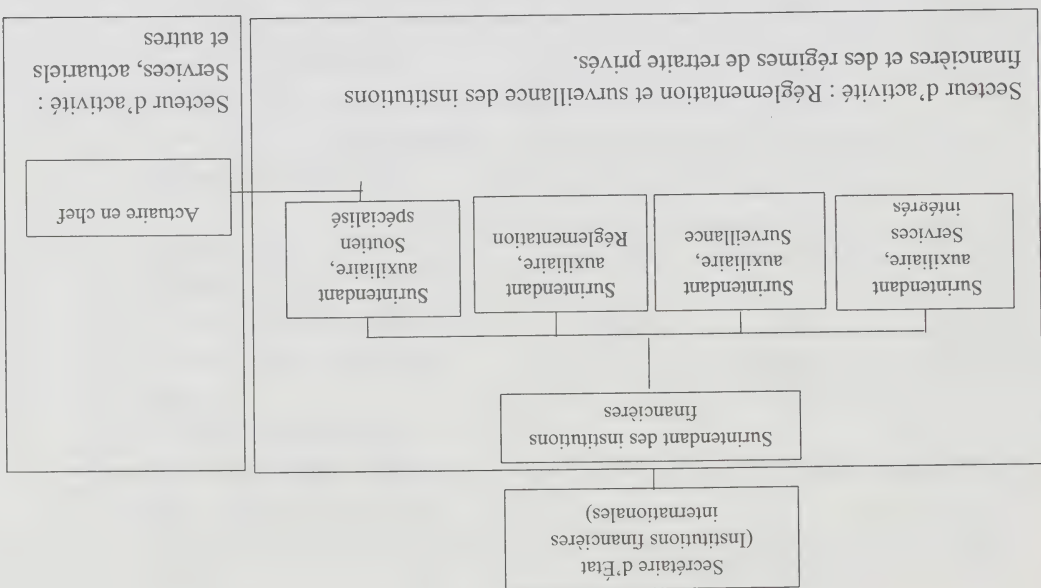 Secrétaire d'État
(Institutions financières
internationales)
Surintendant des institutions
financières
Surintendant
auxiliaire,
Services
intégrés
Surintendant
auxiliaire,
Surveillance
Surintendant
auxiliaire,
Réglementation
Surintendant
auxiliaire,
Soutien
spécialisé
Actuaire en chef
Secteur d'activité : Réglementation et surveillance des institutions
financières et des régimes de retraite privés.
Secteur d'activité :
Services, actuariels
et autres